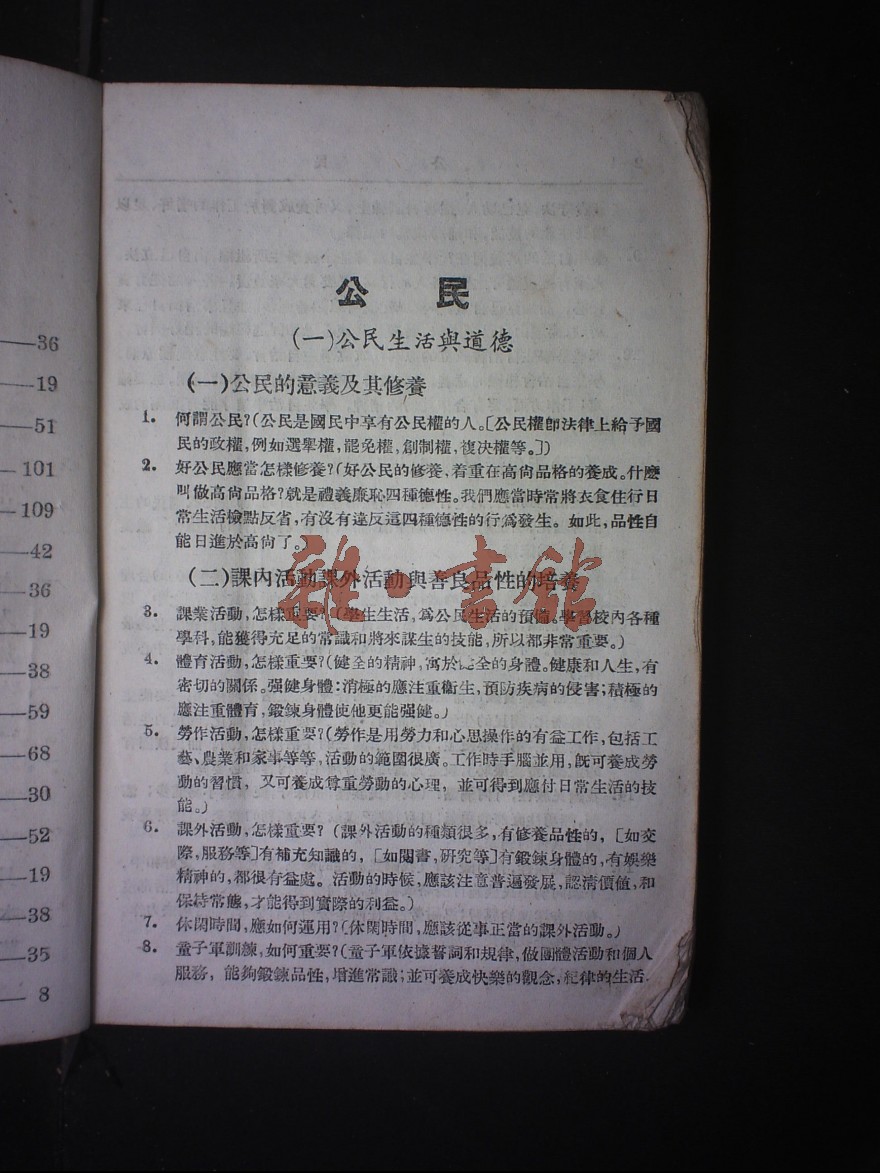 ——36
——19
——51
——101
——109
——42
——36
——19
——38
——59
——68
——30
——52
——19
——38
——35
—— 8
公 民
(一)公民生活與道德
(一)公民的意義及其修養
1. 何謂公民?(公民是國民中享有公民權的人。[公民權卽法律上給予國
民的政權,例如選舉權,罷免權,創制權,複決權等。])
2. 好公民應當怎樣修養?(好公民的修養,着重在高尙品格的養成。什麼
叫做高尙品格?就是禮義廉恥四種德性。我們應當時常將衣食住行日
常生活檢點反省,有沒有違反這四種德性的行爲發生。如此,品性自
能日進於高尙了。
(二)課內活動課外活動與善良品性的培養
3. 課業活動,怎樣重要?(學生生活,爲公民生活的預備。學習校內各種
學科,能獲得充足的常識和將來謀生的技能,所以都非常重要。)
4. 體育活動,怎樣重要?(健全的精神,寓於健全的身體。健康和人生,有
密切的關係。强健身體:消極的應注重衞生,預防疾病的侵害;積極的
應注重體育,鍛鍊身體使他更能强健。)
5. 勞作活動,怎樣重要?(勞作是用勞力和心思操作的有益工作,包括工
藝、農業和家事等等,活動的範圍很廣。工作時手腦並用,旣可養成勞
動的習慣,又可養成尊重勞動的心理,並可得到應付日常生活的技
能。)
6. 課外活動,怎樣重要?(課外活動的種類很多,有修養品性的,[如交
際,服務等]有補充知識的,[如閱書,硏究等]有鍛鍊身體的,有娛樂
精神的,都很有益處。活動的時候,應該注意普遍發展,認清價値,和
保持常態,才能得到實際的利益。)
7. 休閑時間,應如何運用?(休閑時間,應該從事正當的課外活動。)
8. 童子軍訓練,如何重要?(童子軍依據誓詞和規律,做團體活動和個人
服務,能夠鍛鍊品性,增進常識;並可養成快樂的觀念,紀律的生活.
雜·書館